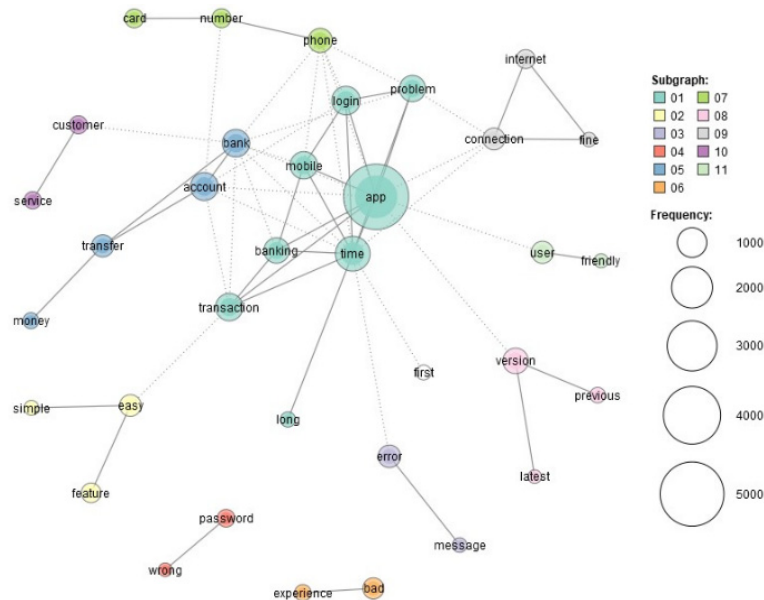 card
number
phone
internet
login
problem
customer
bank
connection
fine
mobile
account
app
service
transfer
banking
time
user
friendly
transaction
money
version
first
previous
simple
easy
long
error
latest
feature
password
message
wrong
experience
bad
Subgraph:
01 07
02 08
03 09
04 10
05 11
06
Frequency:
1000
2000
3000
4000
5000